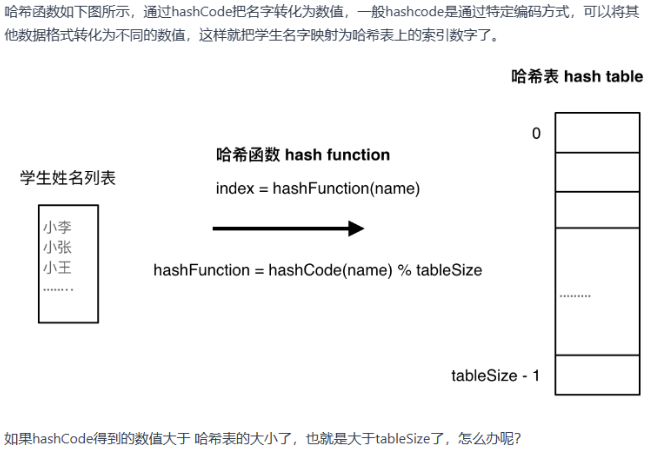 哈希函数如下图所示，通过hashCode把名字转化为数值，一般hashcode是通过特定编码方式，可以将其
他数据格式转化为不同的数值，这样就把学生名字映射为哈希表上的索引数字了。
哈希表 hash table
0
哈希函数 hash function
学生姓名列表
index = hashFunction(name)
小李
小张
小王
........
hashFunction = hashCode(name) % tableSize
.........
tableSize - 1
如果hashCode得到的数值大于 哈希表的大小了，也就是大于tableSize了，怎么办呢？